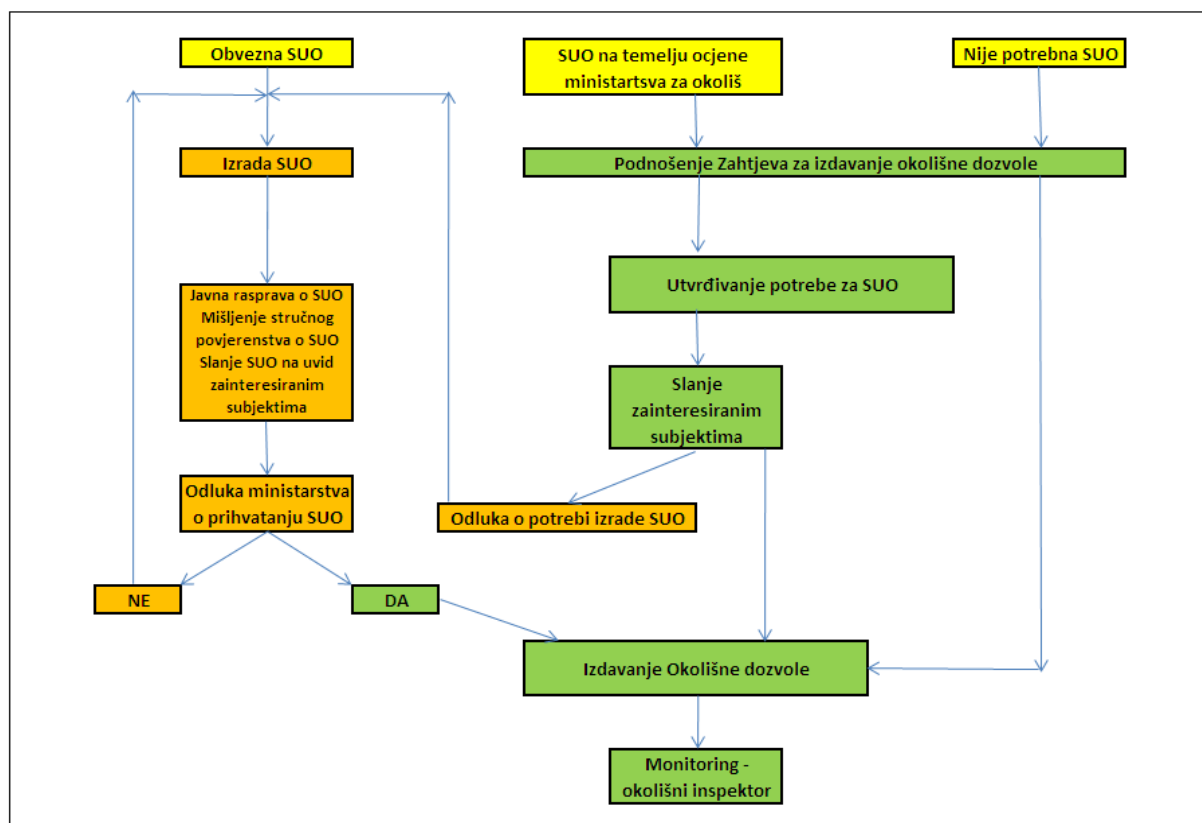 Obvezna SUO
SUO na temelju ocjene
ministartsva za okoliš
Nije potrebna SUO
Izrada SUO
Podnošenje Zahtjeva za izdavanje okolišne dozvole
Utvrđivanje potrebe za SUO
Javna rasprava o SUO
Mišljenje stručnog
povjerenstva o SUO
Slanje SUO na uvid
zainteresiranim
subjektima
Slanje
zainteresiranim
subjektima
Odluka ministarstva
o prihvatanju SUO
Odluka o potrebi izrade SUO
NE
DA
Izdavanje Okolišne dozvole
Monitoring -
okolišni inspektor